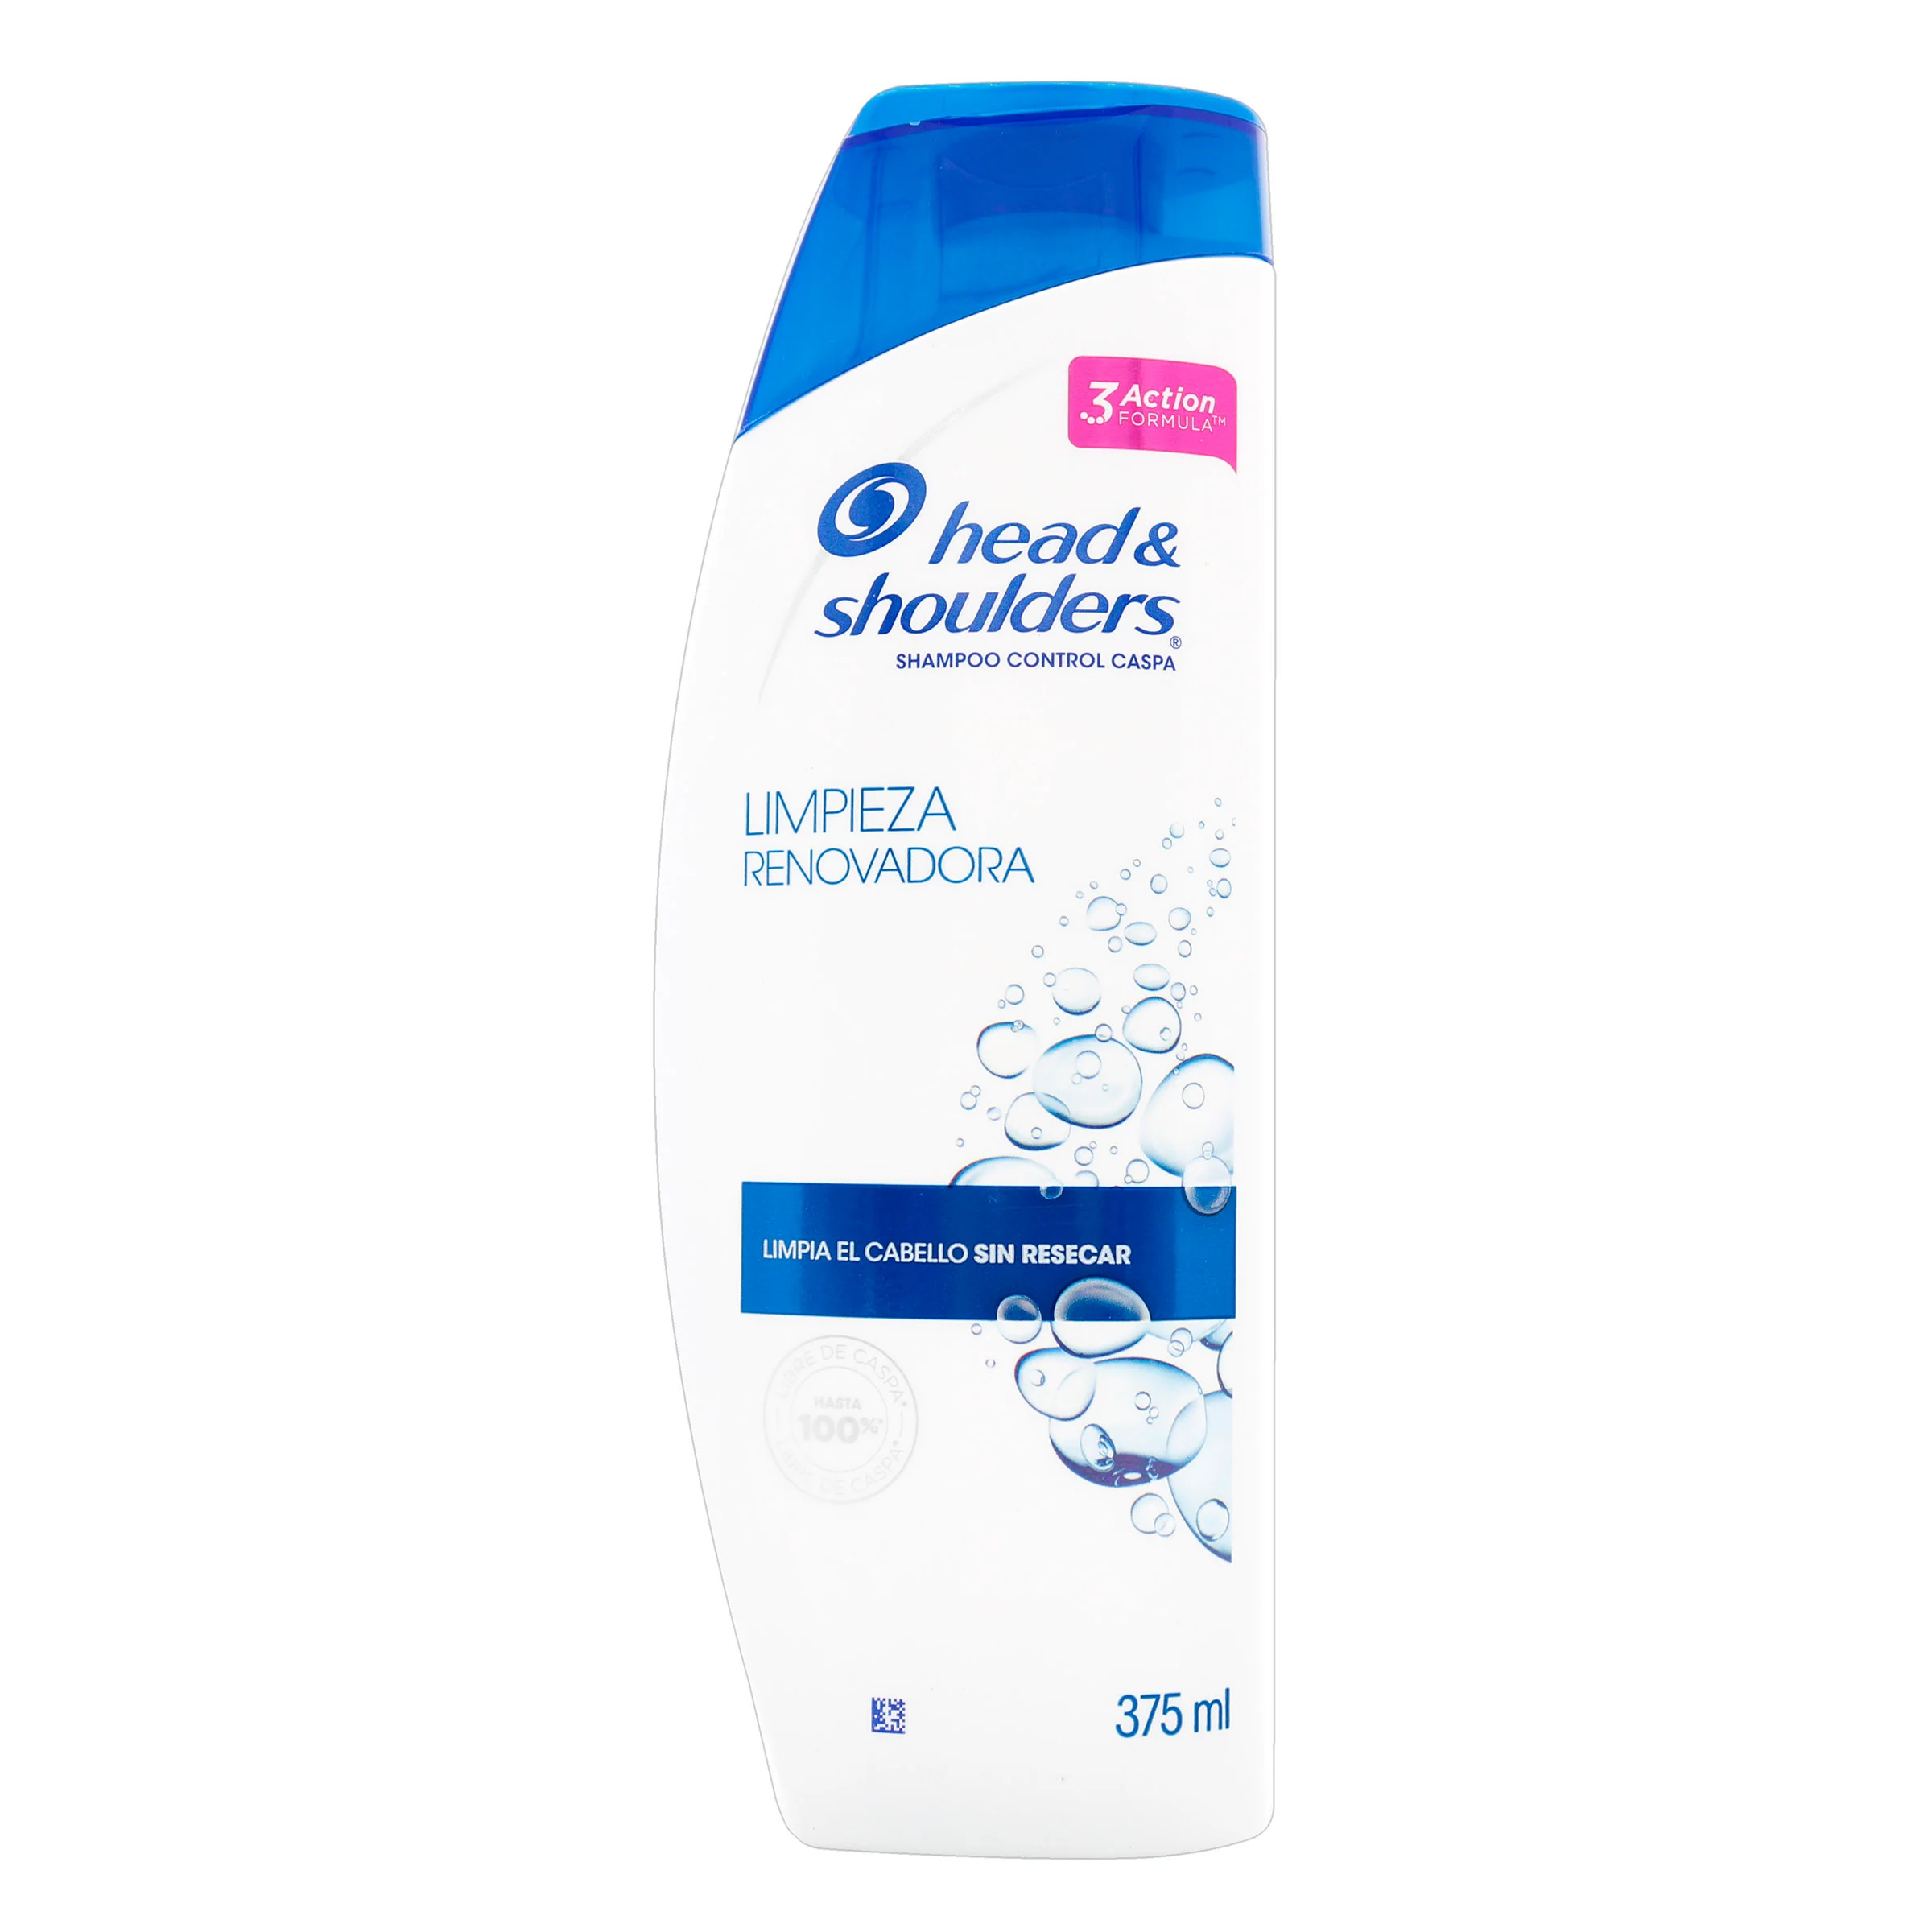 3 Action
FORMULA™
head &
shoulders®
SHAMPOO CONTROL CASPA
LIMPIEZA
RENOVADORA
LIMPIA EL CABELLO SIN RESECAR
LIBRE DE CASPA*
HASTA
100%*
LIBRE DE CASPA*
375 ml